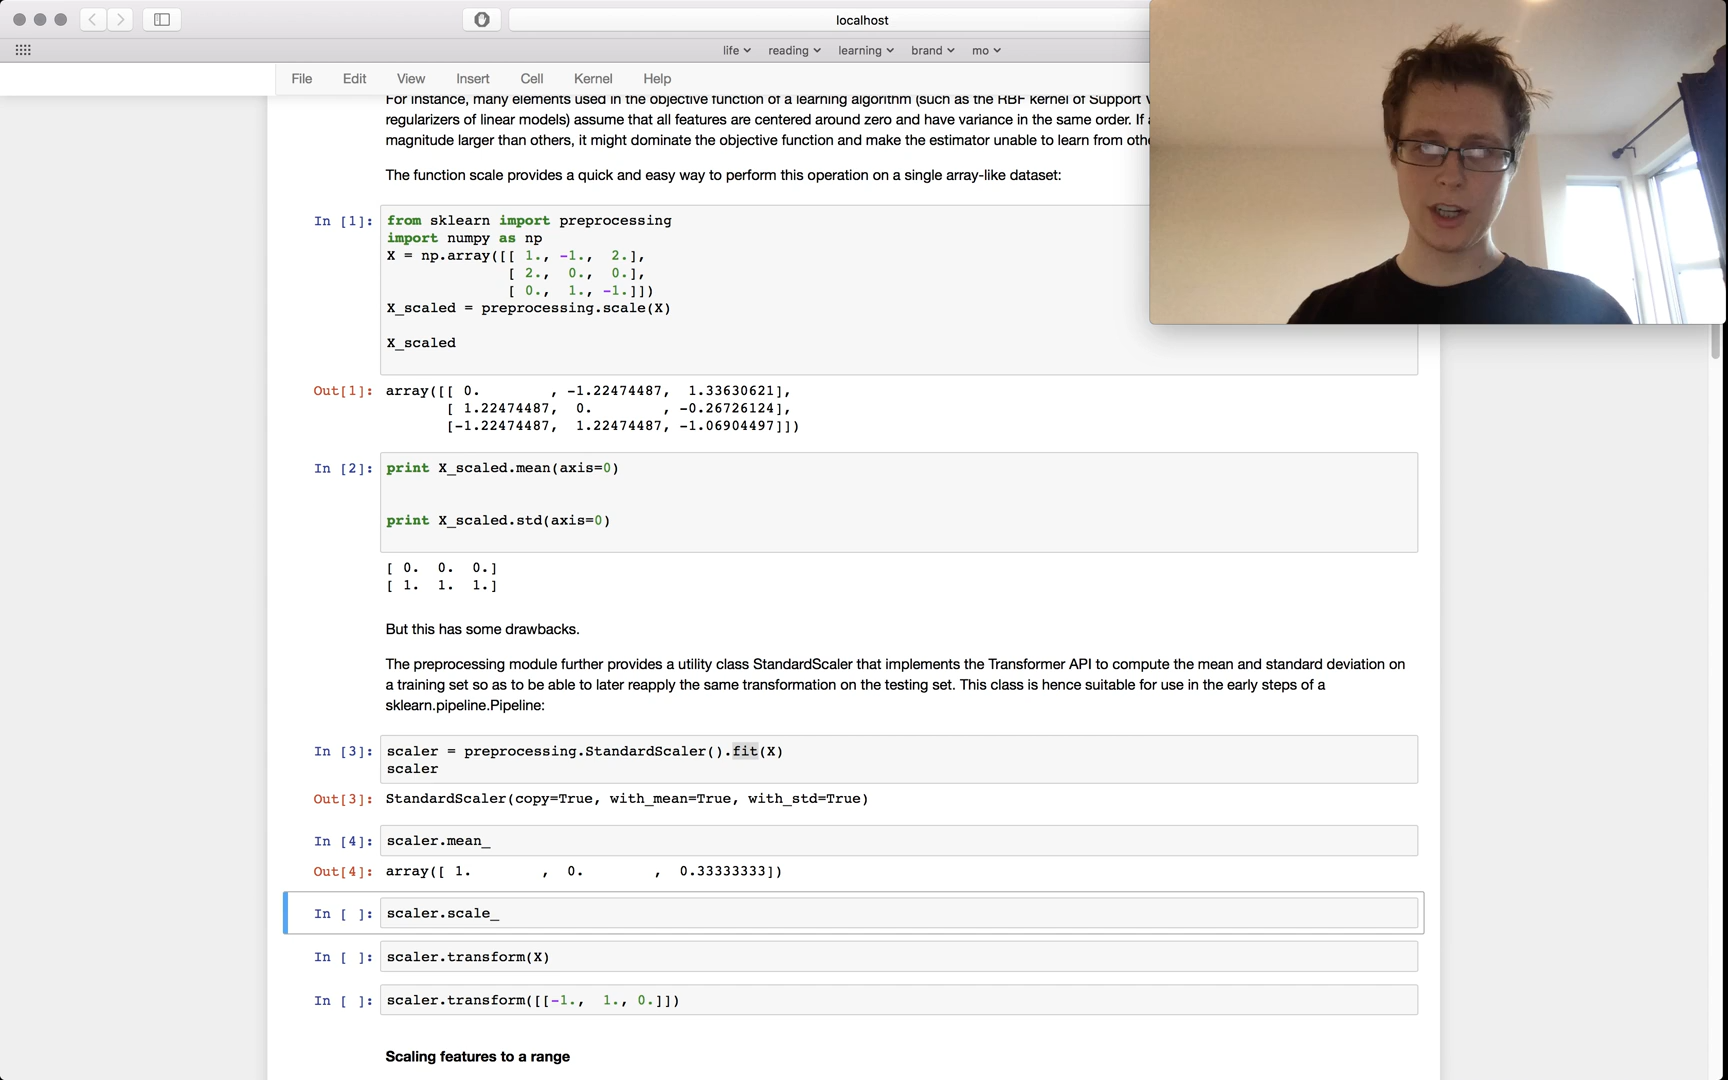 localhost
life reading learning brand mo
File Edit View Insert Cell Kernel Help
For instance, many elements used in the objective function of a learning algorithm (such as the RBF kernel of Support
regularizers of linear models) assume that all features are centered around zero and have variance in the same order. If
magnitude larger than others, it might dominate the objective function and make the estimator unable to learn from
The function scale provides a quick and easy way to perform this operation on a single array-like dataset:
In [1]: from sklearn import preprocessing
import numpy as np
X = np.array([[ 1., -1., 2.],
[ 2., 0., 0.],
[ 0., 1., -1.]])
X_scaled = preprocessing.scale(X)
X_scaled
Out[1]: array([[ 0. , -1.22474487, 1.33630621],
[ 1.22474487, 0. , -0.26726124],
[-1.22474487, 1.22474487, -1.06904497]])
In [2]: print X_scaled.mean(axis=0)
print X_scaled.std(axis=0)
[ 0. 0. 0.]
[ 1. 1. 1.]
But this has some drawbacks.
The preprocessing module further provides a utility class StandardScaler that implements the Transformer API to compute the mean and standard deviation on
a training set so as to be able to later reapply the same transformation on the testing set. This class is hence suitable for use in the early steps of a
sklearn.pipeline.Pipeline:
In [3]: scaler = preprocessing.StandardScaler().fit(X)
scaler
Out[3]: StandardScaler(copy=True, with_mean=True, with_std=True)
In [4]: scaler.mean_
Out[4]: array([ 1. , 0. , 0.33333333])
In [ ]: scaler.scale_
In [ ]: scaler.transform(X)
In [ ]: scaler.transform([[-1., 1., 0.]])
Scaling features to a range